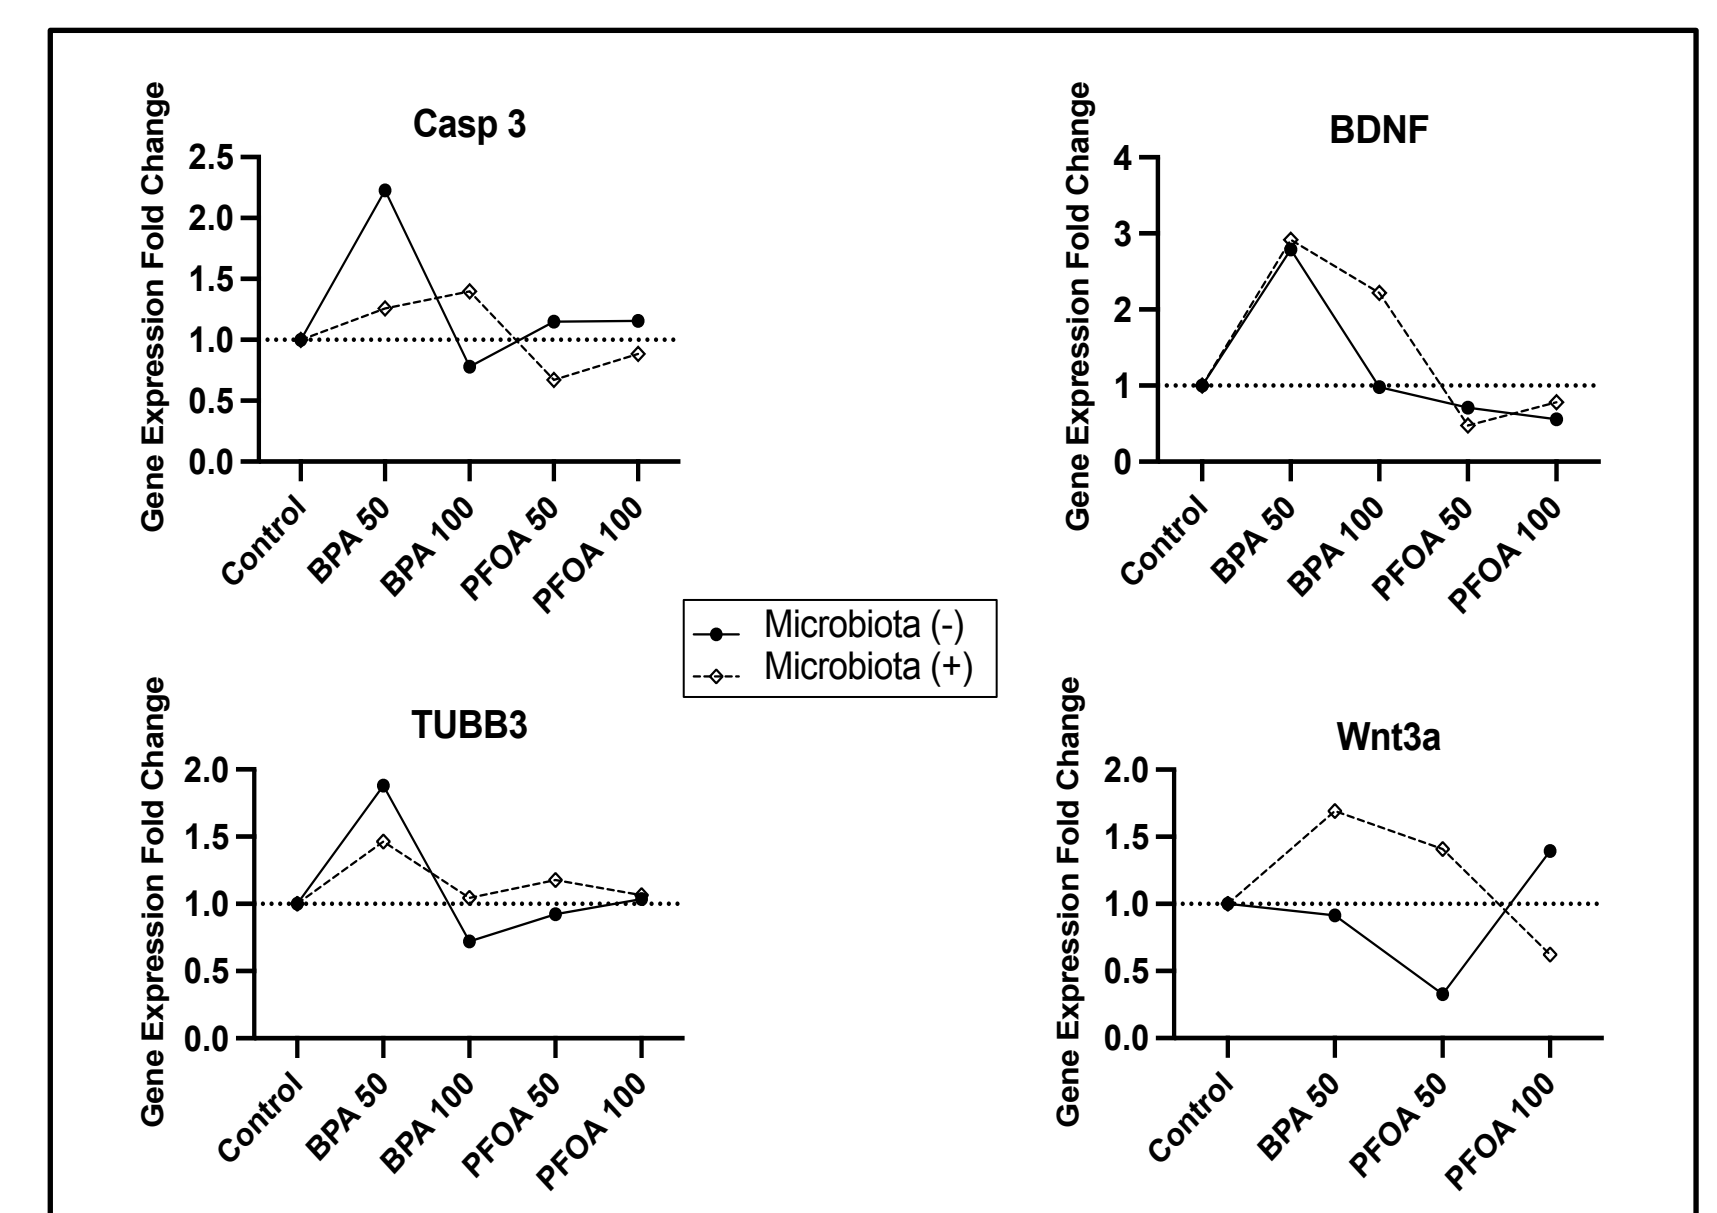 Casp 3
Gene Expression Fold Change
2.5
2.0
1.5
1.0
0.5
0.0
Control
BPA 50
BPA 100
PFOA 50
PFOA 100
BDNF
Gene Expression Fold Change
4
3
2
1
0
Control
BPA 50
BPA 100
PFOA 50
PFOA 100
Microbiota (-)
Microbiota (+)
TUBB3
Gene Expression Fold Change
2.0
1.5
1.0
0.5
0.0
Control
BPA 50
BPA 100
PFOA 50
PFOA 100
Wnt3a
Gene Expression Fold Change
2.0
1.5
1.0
0.5
0.0
Control
BPA 50
PFOA 50
PFOA 100